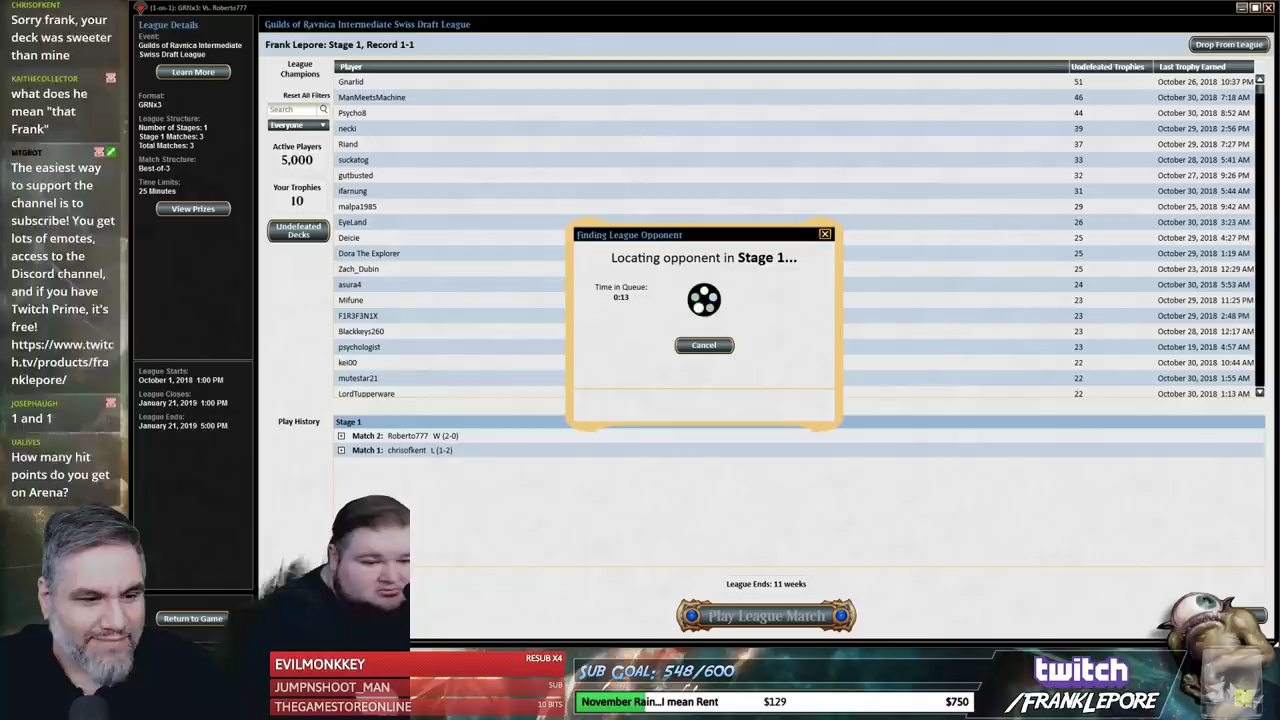 CHRISOFKENT
Sorry frank, your
deck was sweeter
than mine
KAITHECOLLECTOR
what does he
mean "that
Frank"
MTGBOT
The easiest way
to support the
channel is to
subscribe! You get
lots of emotes,
access to the
Discord channel,
and if you have
Twitch Prime, it's
free!
https://www.twitc
h.tv/products/fra
nklepore/
JOSEPHAUGH
1 and 1
UALIVES
How many hit
points do you get
on Arena?
(1-on-1) GRNx3: Vs. Roberto777
League Details
Event:
Guilds of Ravnica Intermediate
Swiss Draft League
Learn More
Format:
GRNx3
League Structure:
Number of Stages: 1
Stage 1 Matches: 3
Total Matches: 3
Match Structure:
Best-of-3
Time Limits:
25 Minutes
View Prizes
League Starts:
October 1, 2018 1:00 PM
League Closes:
January 21, 2019 1:00 PM
League Ends:
January 21, 2019 5:00 PM
Return to Game
Guilds of Ravnica Intermediate Swiss Draft League
Frank Lepore: Stage 1, Record 1-1
Drop From League
League
Champions
Reset All Filters
Search
Everyone
Active Players
5,000
Your Trophies
10
Undefeated
Decks
Player Undefeated Trophies Last Trophy Earned
Gnarlid 51 October 26, 2018 10:37 PM
ManMeetsMachine 46 October 30, 2018 7:18 AM
Psycho8 44 October 30, 2018 8:52 AM
necki 39 October 29, 2018 2:56 PM
Riand 37 October 29, 2018 7:27 PM
suckatog 33 October 28, 2018 5:41 AM
gutbusted 32 October 27, 2018 9:26 PM
ifarnung 31 October 30, 2018 5:44 AM
malpa1985 29 October 25, 2018 9:42 AM
EyeLand 26 October 30, 2018 3:23 AM
Deicie 25 October 29, 2018 4:27 PM
Dora The Explorer 25 October 29, 2018 1:19 AM
Zach_Dubin 25 October 23, 2018 12:29 AM
asura4 24 October 30, 2018 5:53 AM
Mifune 23 October 29, 2018 11:25 PM
F1R3F3N1X 23 October 29, 2018 2:48 PM
Blackkeys260 23 October 28, 2018 12:17 AM
psychologist 23 October 19, 2018 4:57 AM
kei00 22 October 30, 2018 10:44 AM
mutestar21 22 October 30, 2018 1:55 AM
LordTupperware 22 October 30, 2018 1:13 AM
Finding League Opponent
Locating opponent in Stage 1...
Time in Queue:
0:13
Cancel
Play History
Stage 1
Match 2: Roberto777 W (2-0)
Match 1: chrisofkent L (1-2)
League Ends: 11 weeks
Play League Match
EVILMONKKEY RESUB X4
JUMPNSHOOT_MAN SUB
THEGAMESTOREONLINE 10 BITS
SUB GOAL: 548/600
November Rain...I mean Rent $129 $750
twitch
/FRANKLEPORE